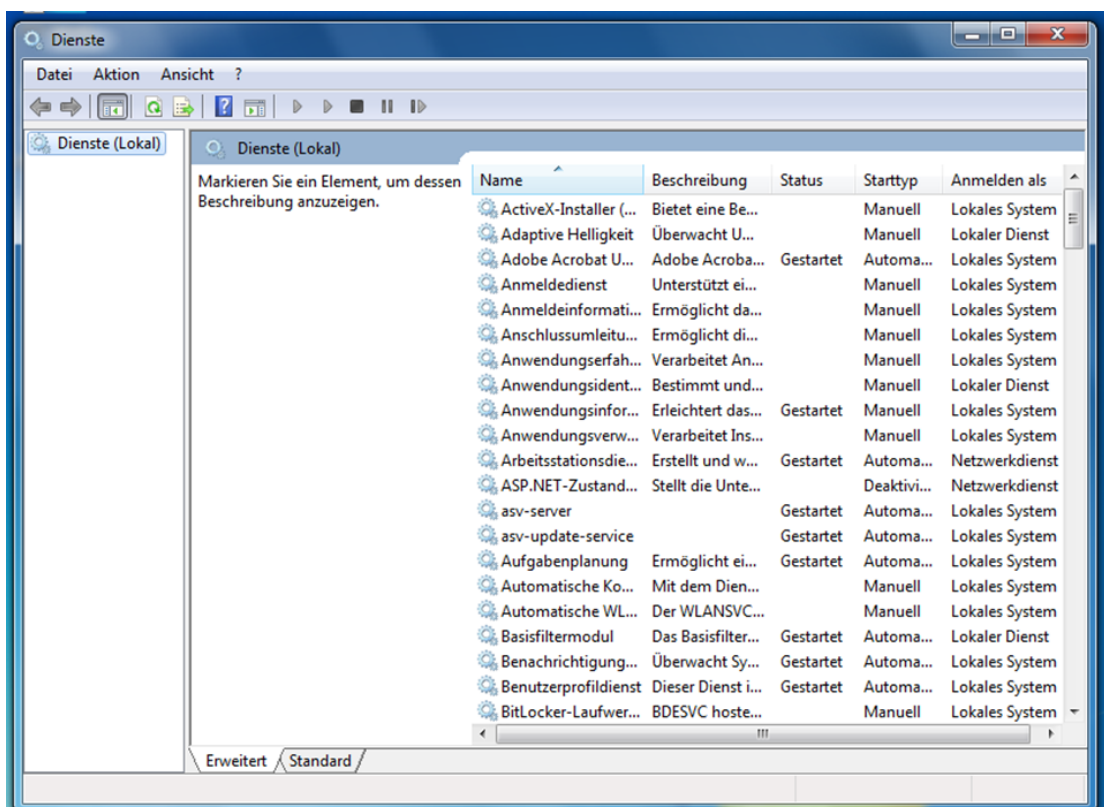 Dienste
Datei Aktion Ansicht ?
Dienste (Lokal)
Dienste (Lokal)
Markieren Sie ein Element, um dessen
Beschreibung anzuzeigen.
Name Beschreibung Status Starttyp Anmelden als
ActiveX-Installer (... Bietet eine Be... Manuell Lokales System
Adaptive Helligkeit Überwacht U... Manuell Lokaler Dienst
Adobe Acrobat U... Adobe Acroba... Gestartet Automa... Lokales System
Anmeldedienst Unterstützt ei... Manuell Lokales System
Anmeldeinformati... Ermöglicht da... Manuell Lokales System
Anschlussumleitu... Ermöglicht di... Manuell Lokales System
Anwendungserfah... Verarbeitet An... Manuell Lokales System
Anwendungsident... Bestimmt und... Manuell Lokaler Dienst
Anwendungsinfor... Erleichtert das... Gestartet Manuell Lokales System
Anwendungsverw... Verarbeitet Ins... Manuell Lokales System
Arbeitsstationsdie... Erstellt und w... Gestartet Automa... Netzwerkdienst
ASP.NET-Zustand... Stellt die Unte... Deaktivi... Netzwerkdienst
asv-server Gestartet Automa... Lokales System
asv-update-service Gestartet Automa... Lokales System
Aufgabenplanung Ermöglicht ei... Gestartet Automa... Lokales System
Automatische Ko... Mit dem Dien... Manuell Lokales System
Automatische WL... Der WLANSVC... Manuell Lokales System
Basisfiltermodul Das Basisfilter... Gestartet Automa... Lokaler Dienst
Benachrichtigung... Überwacht Sy... Gestartet Automa... Lokales System
Benutzerprofildienst Dieser Dienst i... Gestartet Automa... Lokales System
BitLocker-Laufwer... BDESVC hoste... Manuell Lokales System
Erweitert Standard